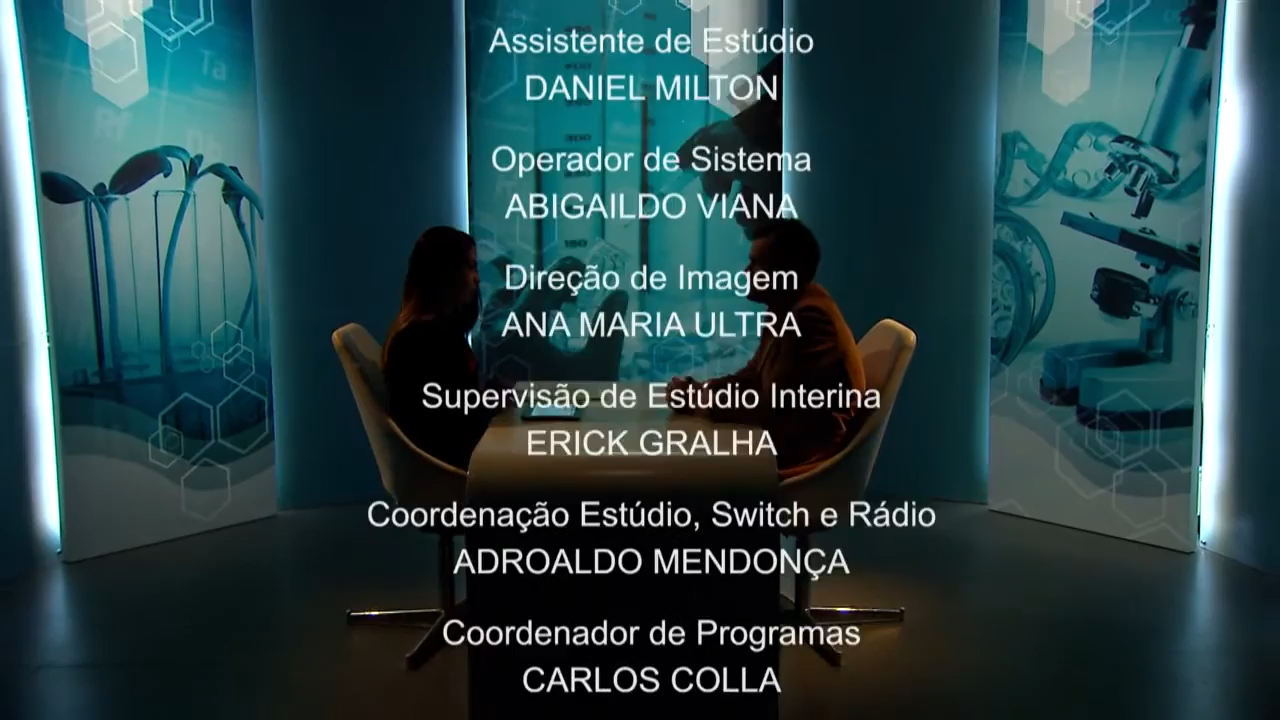 Assistente de Estúdio
DANIEL MILTON
Operador de Sistema
ABIGAILDO VIANA
Direção de Imagem
ANA MARIA ULTRA
Supervisão de Estúdio Interina
ERICK GRALHA
Coordenação Estúdio, Switch e Rádio
ADROALDO MENDONÇA
Coordenador de Programas
CARLOS COLLA